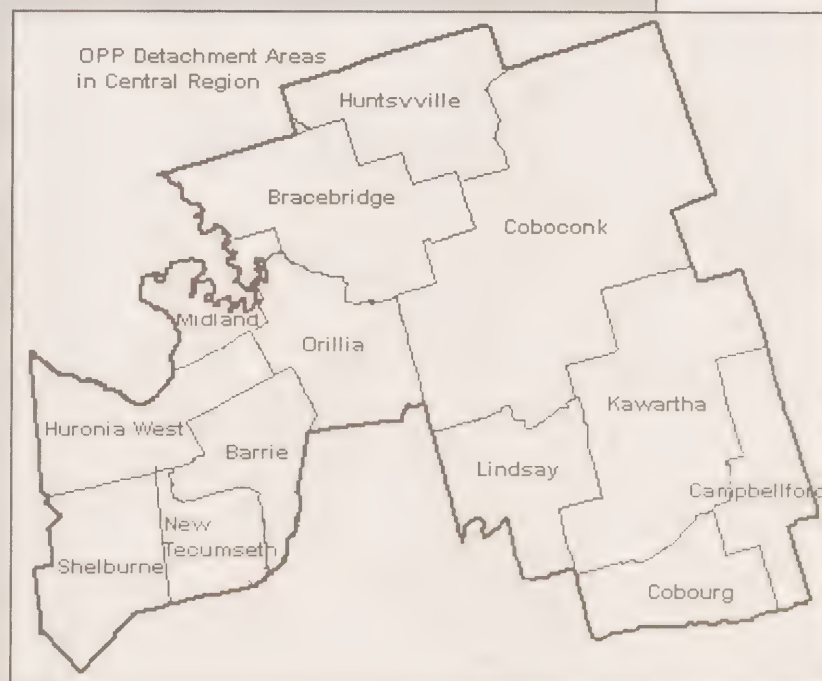 OPP Detachment Areas
in Central Region
Huntsvville
Bracebridge
Coboconk
Midland
Orillia
Huronia West
Barrie
Kawartha
Lindsay
Campbellford
New
Tecumseth
Shelburne
Cobourg